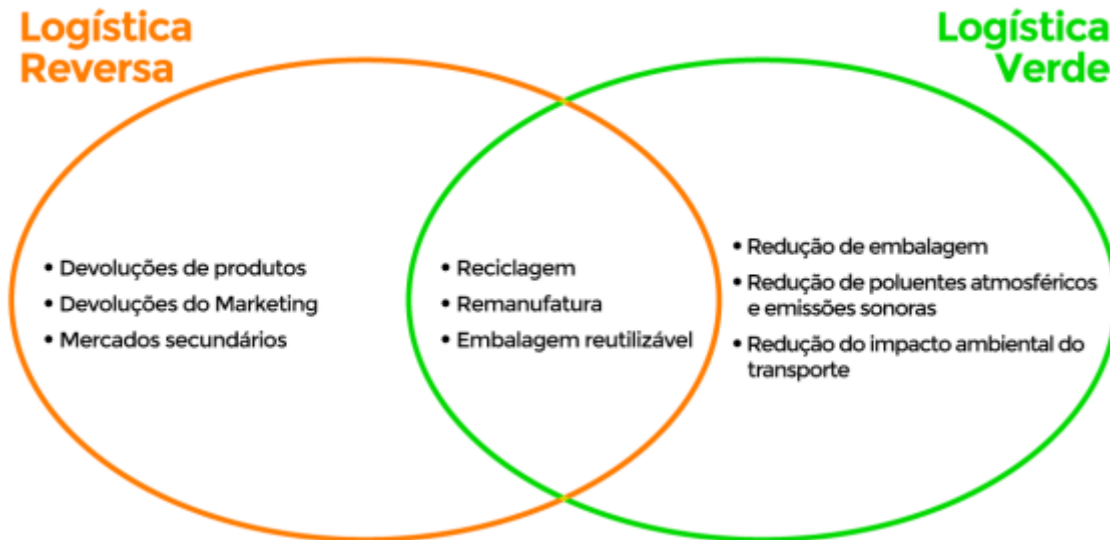 Logística
Reversa
Logística
Verde
• Devoluções de produtos
• Devoluções do Marketing
• Mercados secundários
• Reciclagem
• Remanufatura
• Embalagem reutilizável
• Redução de embalagem
• Redução de poluentes atmosféricos
e emissões sonoras
• Redução do impacto ambiental do
transporte